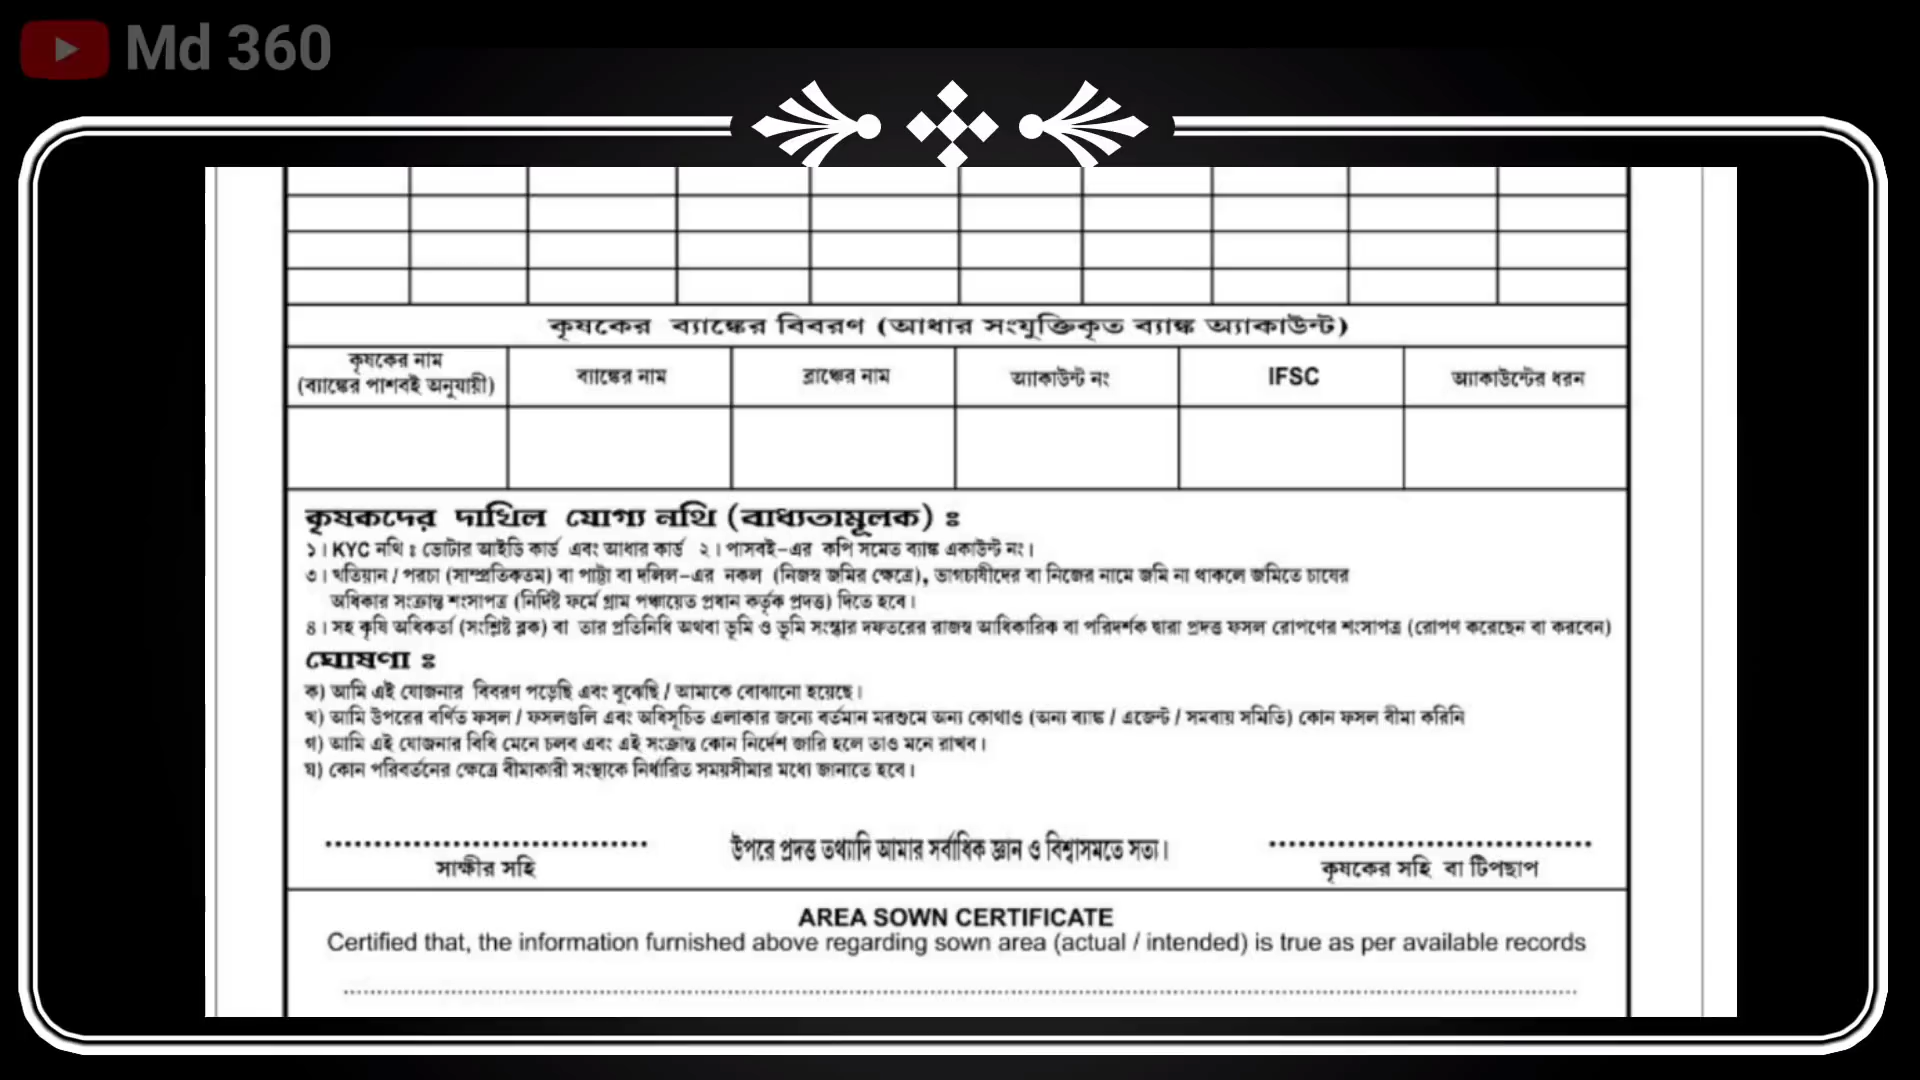 Md 360
কৃষকের ব্যাঙ্কের বিবরণ (আধার সংযুক্তিকৃত ব্যাঙ্ক অ্যাকাউন্ট)
কৃষকের নাম
(ব্যাঙ্কের পাশবই অনুযায়ী)
ব্যাঙ্কের নাম
ব্রাঞ্চের নাম
অ্যাকাউন্ট নং
IFSC
অ্যাকাউন্টের ধরন
কৃষকদের দাখিল যোগ্য নথি (বাধ্যতামূলক) ঃ
১। KYC নথি ঃ ভোটার আইডি কার্ড এবং আধার কার্ড ২। পাসবই-এর কপি সমেত ব্যাঙ্ক একাউন্ট নং।
৩। খতিয়ান / পরচা (সাম্প্রতিকতম) বা পাট্টা বা দলিল-এর নকল (নিজস্ব জমির ক্ষেত্রে), ভাগচাষীদের বা নিজের নামে জমি না থাকলে জমিতে চাষের
অধিকার সংক্রান্ত শংসাপত্র (নির্দিষ্ট ফর্মে গ্রাম পঞ্চায়েত প্রধান কর্তৃক প্রদত্ত) দিতে হবে।
৪। সহ কৃষি অধিকর্তা (সংশ্লিষ্ট ব্লক) বা তার প্রতিনিধি অথবা ভূমি ও ভূমি সংস্কার দফতরের রাজস্ব আধিকারিক বা পরিদর্শক দ্বারা প্রদত্ত ফসল রোপণের শংসাপত্র (রোপণ করেছেন বা করবেন)
ঘোষণা ঃ
ক) আমি এই যোজনার বিবরণ পড়েছি এবং বুঝেছি / আমাকে বোঝানো হয়েছে।
খ) আমি উপরের বর্ণিত ফসল / ফসলগুলি এবং অধিসূচিত এলাকার জন্যে বর্তমান মরশুমে অন্য কোথাও (অন্য ব্যাঙ্ক / এজেন্ট / সমবায় সমিতি) কোন ফসল বীমা করিনি
গ) আমি এই যোজনার বিধি মেনে চলব এবং এই সংক্রান্ত কোন নির্দেশ জারি হলে তাও মনে রাখব।
ঘ) কোন পরিবর্তনের ক্ষেত্রে বীমাকারী সংস্থাকে নির্ধারিত সময়সীমার মধ্যে জানাতে হবে।
উপরে প্রদত্ত তথ্যাদি আমার সর্বাধিক জ্ঞান ও বিশ্বাসমতে সত্য।
সাক্ষীর সহি
কৃষকের সহি বা টিপছাপ
AREA SOWN CERTIFICATE
Certified that, the information furnished above regarding sown area (actual / intended) is true as per available records